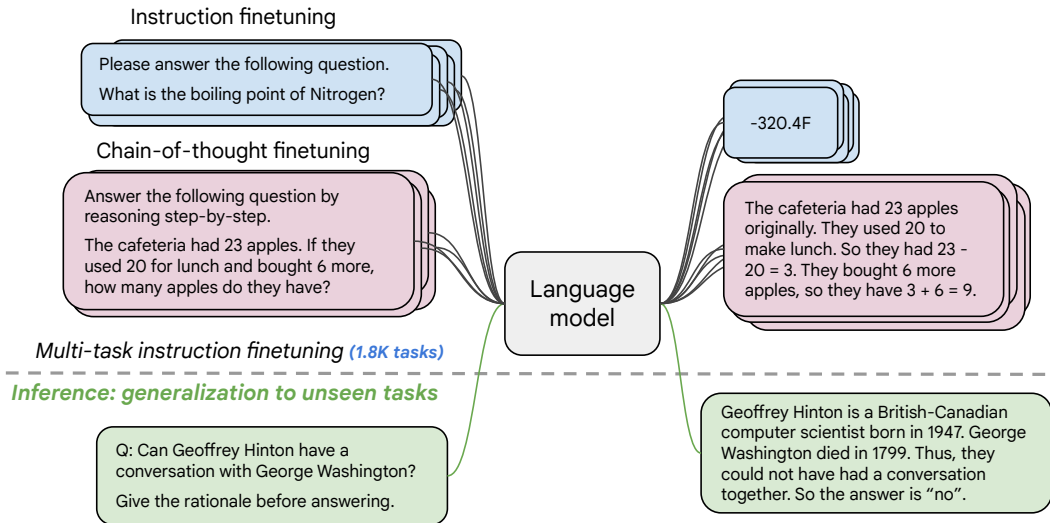 Instruction finetuning
Please answer the following question.
What is the boiling point of Nitrogen?
-320.4F
Chain-of-thought finetuning
Answer the following question by
reasoning step-by-step.
The cafeteria had 23 apples. If they
used 20 for lunch and bought 6 more,
how many apples do they have?
Language
model
The cafeteria had 23 apples
originally. They used 20 to
make lunch. So they had 23 -
20 = 3. They bought 6 more
apples, so they have 3 + 6 = 9.
Multi-task instruction finetuning (1.8K tasks)
Inference: generalization to unseen tasks
Q: Can Geoffrey Hinton have a
conversation with George Washington?
Give the rationale before answering.
Geoffrey Hinton is a British-Canadian
computer scientist born in 1947. George
Washington died in 1799. Thus, they
could not have had a conversation
together. So the answer is “no”.